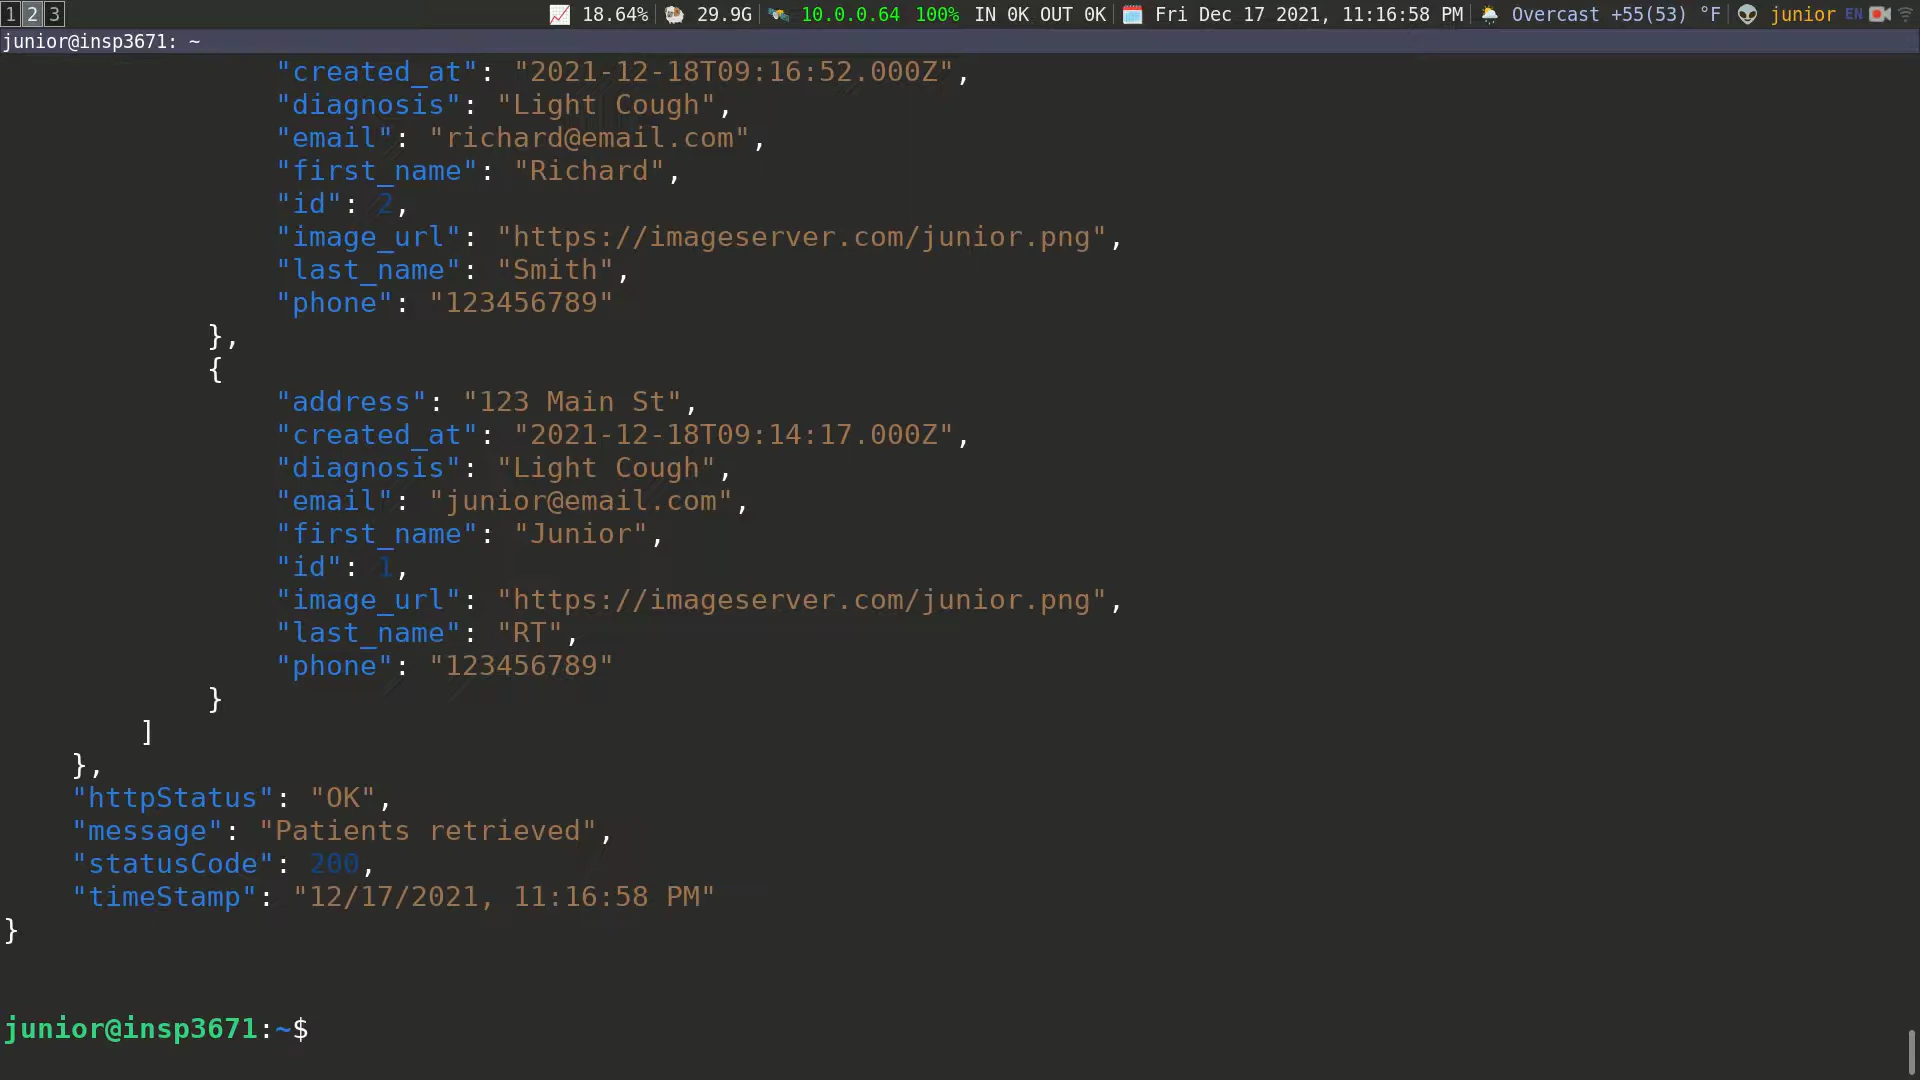 1 2 3 18.64% 29.9G 10.0.0.64 100% IN 0K OUT 0K Fri Dec 17 2021, 11:16:58 PM Overcast +55(53) °F junior EN
junior@insp3671: ~
"created_at": "2021-12-18T09:16:52.000Z",
"diagnosis": "Light Cough",
"email": "richard@email.com",
"first_name": "Richard",
"id": 2,
"image_url": "https://imageserver.com/junior.png",
"last_name": "Smith",
"phone": "123456789"
},
{
"address": "123 Main St",
"created_at": "2021-12-18T09:14:17.000Z",
"diagnosis": "Light Cough",
"email": "junior@email.com",
"first_name": "Junior",
"id": 1,
"image_url": "https://imageserver.com/junior.png",
"last_name": "RT",
"phone": "123456789"
}
]
},
"httpStatus": "OK",
"message": "Patients retrieved",
"statusCode": 200,
"timeStamp": "12/17/2021, 11:16:58 PM"
}
junior@insp3671:~$